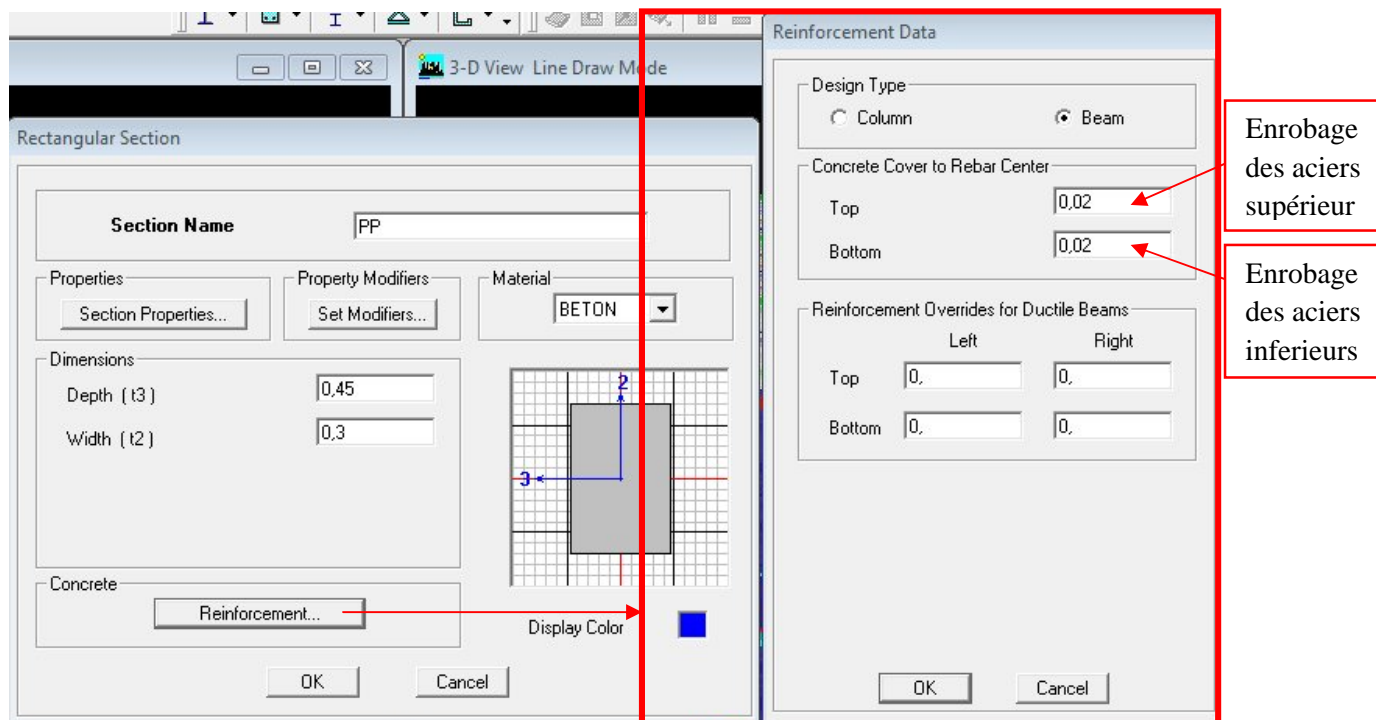 3-D View Line Draw Mode
Rectangular Section
Section Name
PP
Properties
Section Properties...
Property Modifiers
Set Modifiers...
Material
BETON
Dimensions
Depth ( t3 )
0,45
Width ( t2 )
0,3
2
3
Concrete
Reinforcement...
Display Color
OK
Cancel
Reinforcement Data
Design Type
Column
Beam
Concrete Cover to Rebar Center
Top
0,02
Bottom
0,02
Reinforcement Overrides for Ductile Beams
Left
Right
Top
0,
0,
Bottom
0,
0,
OK
Cancel
Enrobage
des aciers
supérieur
Enrobage
des aciers
inferieurs